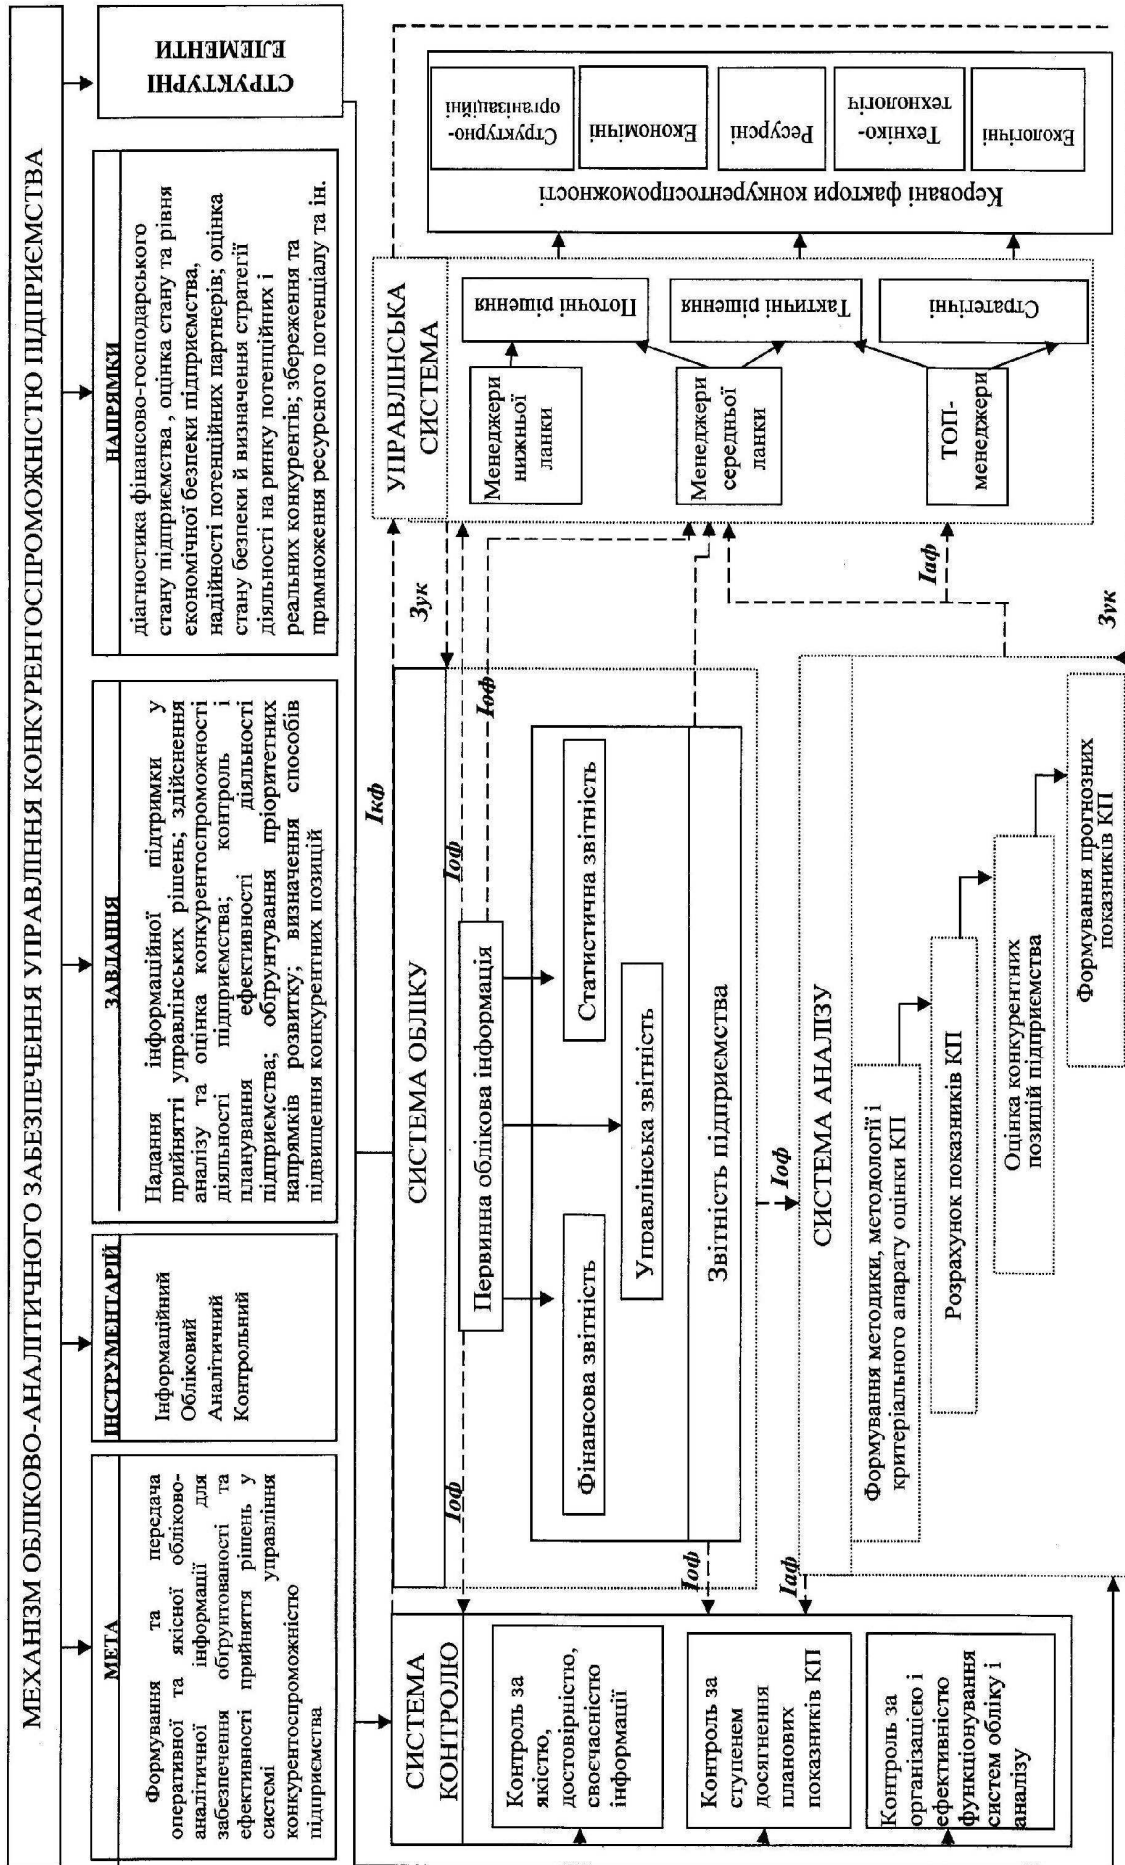 МЕХАНІЗМ ОБЛІКОВО-АНАЛІТИЧНОГО ЗАБЕЗПЕЧЕННЯ УПРАВЛІННЯ КОНКУРЕНТОСПРОМОЖНІСТЮ ПІДПРИЄМСТВА
МЕТА
Формування та передача
оперативної та якісної обліково-
аналітичної інформації для
забезпечення обґрунтованості та
ефективності прийняття рішень у
системі управління
конкурентоспроможністю
підприємства
ІНСТРУМЕНТАРІЙ
Інформаційний
Обліковий
Аналітичний
Контрольний
ЗАВДАННЯ
Надання інформаційної підтримки у
прийнятті управлінських рішень; здійснення
аналізу та оцінка конкурентоспроможності
діяльності підприємства; контроль і
планування ефективності діяльності
підприємства; обґрунтування пріоритетних
напрямків розвитку; визначення способів
підвищення конкурентних позицій
НАПРЯМКИ
діагностика фінансово-господарського
стану підприємства , оцінка стану та рівня
економічної безпеки підприємства,
надійності потенційних партнерів; оцінка
стану безпеки й визначення стратегії
діяльності на ринку потенційних і
реальних конкурентів; збереження та
примноження ресурсного потенціалу та ін.
СТРУКТУРНІ
ЕЛЕМЕНТИ
СИСТЕМА
КОНТРОЛЮ
Контроль за
якістю,
достовірністю,
своєчасністю
інформації
Контроль за
ступенем
досягнення
планових
показників КП
Контроль за
організацією і
ефективністю
функціонування
систем обліку і
аналізу
Іоф
Іоф
Іаф
СИСТЕМА ОБЛІКУ
Первинна облікова інформація
Фінансова звітність
Статистична звітність
Управлінська звітність
Звітність підприємства
Іоф
СИСТЕМА АНАЛІЗУ
Формування методики, методології і
критеріального апарату оцінки КП
Розрахунок показників КП
Оцінка конкурентних
позицій підприємства
Формування прогнозних
показників КП
Ікф
Зук
Іоф
Іоф
Іаф
Зук
УПРАВЛІНСЬКА
СИСТЕМА
Менеджери
нижньої
ланки
Менеджери
середньої
ланки
ТОП-
менеджери
Поточні
рішення
Тактичні
рішення
Стратегічні
Керовані фактори конкурентоспроможності
Структурно-
організаційні
Економічні
Ресурсні
Техніко-
технологіч
Екологічні